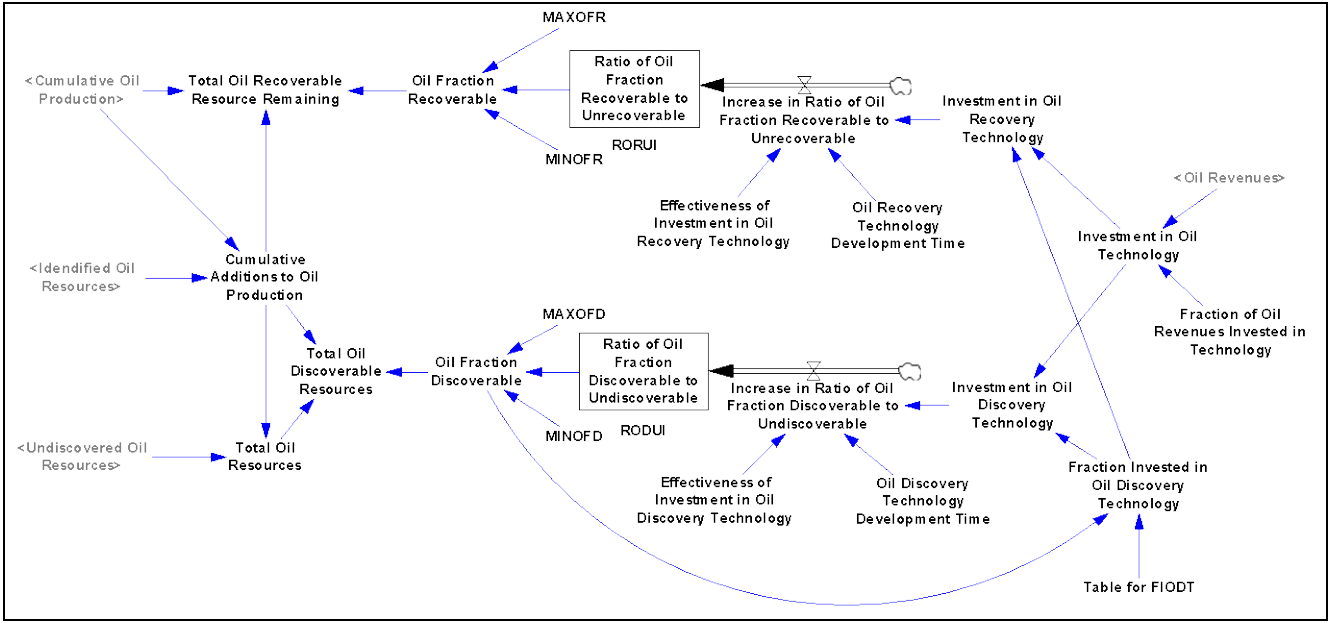 MAXOFR
<Cumulative Oil
Production>
Total Oil Recoverable
Resource Remaining
Oil Fraction
Recoverable
Ratio of Oil
Fraction
Recoverable to
Unrecoverable
Increase in Ratio of Oil
Fraction Recoverable to
Unrecoverable
Investment in Oil
Recovery
Technology
MINOFR
RORUI
<Oil Revenues>
Effectiveness of
Investment in Oil
Recovery Technology
Oil Recovery
Technology
Development Time
Investment in Oil
Technology
<Idenified Oil
Resources>
Cumulative
Additions to Oil
Production
Fraction of Oil
Revenues Invested in
Technology
MAXOFD
Total Oil
Discoverable
Resources
Oil Fraction
Discoverable
Ratio of Oil
Fraction
Discoverable to
Undiscoverable
Increase in Ratio of Oil
Fraction Discoverable to
Undiscoverable
Investment in Oil
Discovery
Technology
MINOFD
RODUI
<Undiscovered Oil
Resources>
Total Oil
Resources
Effectiveness of
Investment in Oil
Discovery Technology
Oil Discovery
Technology
Development Time
Fraction Invested in
Oil Discovery
Technology
Table for FIODT